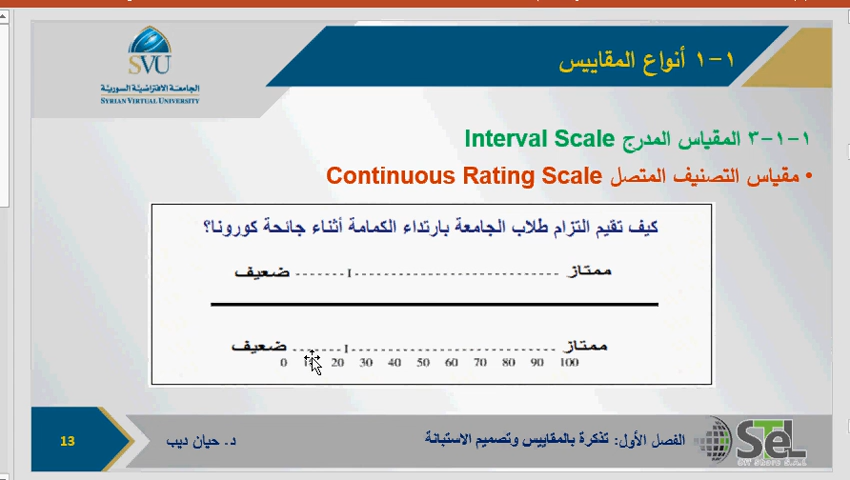 SVU
الجامعة الافتراضية السورية
SYRIAN VIRTUAL UNIVERSITY
١-١ أنواع المقاييس
١-١-٣ المقياس المدرج Interval Scale
• مقياس التصنيف المتصل Continuous Rating Scale
كيف تقيم التزام طلاب الجامعة بارتداء الكمامة أثناء جائحة كورونا؟
ممتاز ضعيف
ممتاز ضعيف
0 20 30 40 50 60 70 80 90 100
الفصل الأول: تذكرة بالمقاييس وتصميم الاستبانة
د. حيان ديب
13
STeL